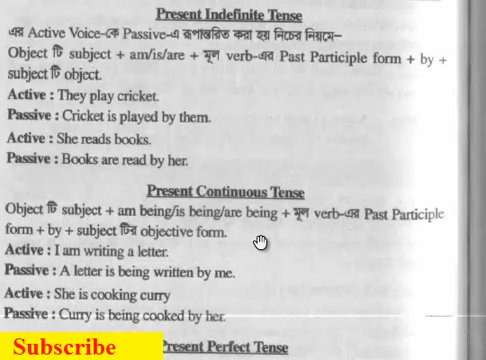 Present Indefinite Tense
এর Active Voice-কে Passive-এ রূপান্তরিত করা হয় নিচের নিয়মে–
Object টি subject + am/is/are + মূল verb-এর Past Participle form + by +
subject টি object.
Active : They play cricket.
Passive : Cricket is played by them.
Active : She reads books.
Passive : Books are read by her.
Present Continuous Tense
Object টি subject + am being/is being/are being + মূল verb-এর Past Participle
form + by + subject টির objective form.
Active : I am writing a letter.
Passive : A letter is being written by me.
Active : She is cooking curry
Passive : Curry is being cooked by her.
Present Perfect Tense
Subscribe